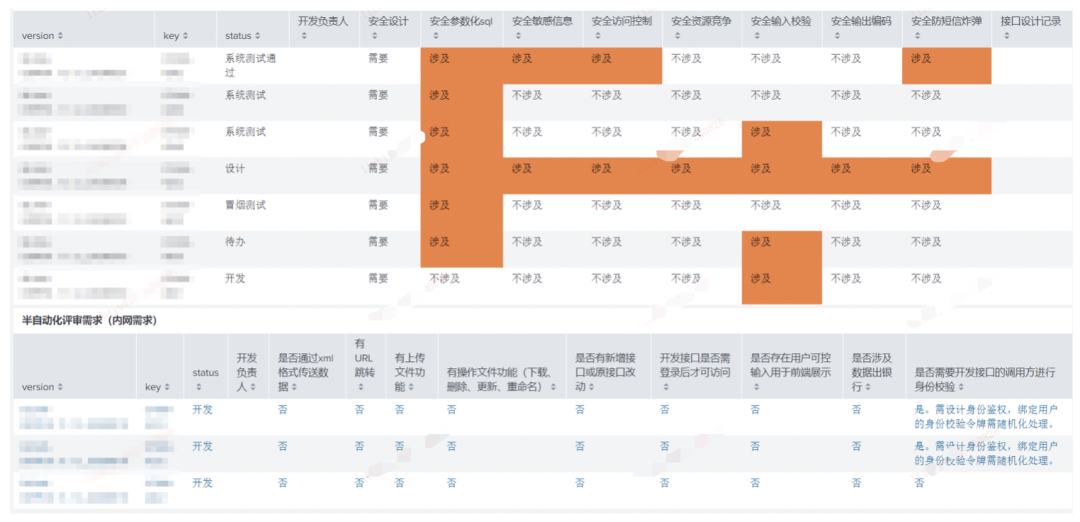 version key status 开发负责人 安全设计 安全参数化sql 安全敏感信息 安全访问控制 安全资源竞争 安全输入校验 安全输出编码 安全防短信炸弹 接口设计记录
系统测试通过 需要 涉及 涉及 涉及 不涉及 不涉及 不涉及 涉及
系统测试 需要 涉及 不涉及 不涉及 不涉及 不涉及 不涉及 不涉及
系统测试 需要 涉及 不涉及 不涉及 不涉及 涉及 不涉及 不涉及
设计 需要 涉及 涉及 涉及 涉及 涉及 涉及 涉及
冒烟测试 需要 涉及 不涉及 不涉及 不涉及 不涉及 不涉及 不涉及
待办 需要 涉及 不涉及 不涉及 不涉及 涉及 不涉及 不涉及
开发 需要 不涉及 不涉及 不涉及 不涉及 涉及 不涉及 不涉及
半自动化评审需求（内网需求）
version key status 开发负责人 是否通过xml格式传送数据 有URL跳转 有上传文件功能 有操作文件功能（下载、删除、更新、重命名） 是否有新增接口或原接口改动 开发接口是否需登录后才可访问 是否存在用户可控输入用于前端展示 是否涉及数据出银行 是否需要开发接口的调用方进行身份校验
开发 否 否 否 否 否 否 否 否 是。需设计身份鉴权，绑定用户的身份校验令牌需随机化处理。
开发 否 否 否 否 否 否 否 否 是。需设计身份鉴权，绑定用户的身份校验令牌需随机化处理。
开发 否 否 否 否 否 否 否 否 否